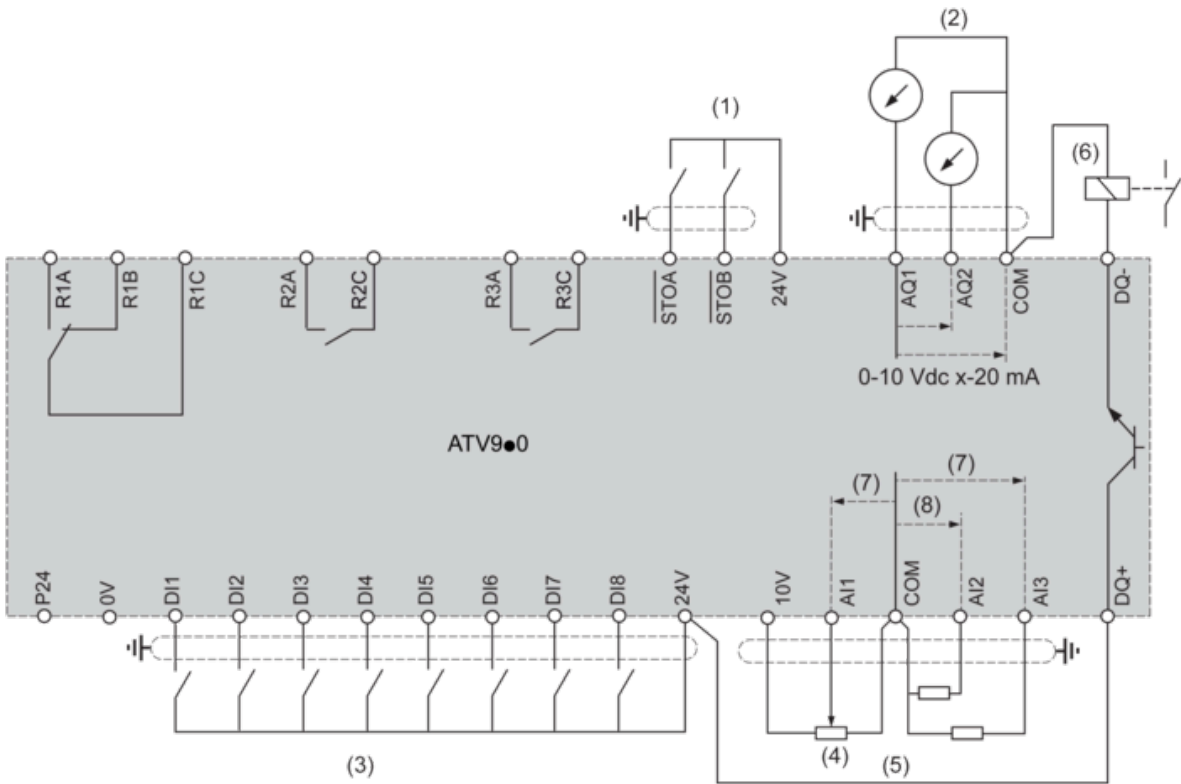 (2)
(1)
(6)
R1A
R1B
R1C
R2A
R2C
R3A
R3C
STOA
STOB
24V
AQ1
AQ2
COM
DQ-
0-10 Vdc x-20 mA
ATV9●0
(7)
(7)
(8)
P24
0V
DI1
DI2
DI3
DI4
DI5
DI6
DI7
DI8
24V
10V
AI1
COM
AI2
AI3
DQ+
(3)
(4)
(5)